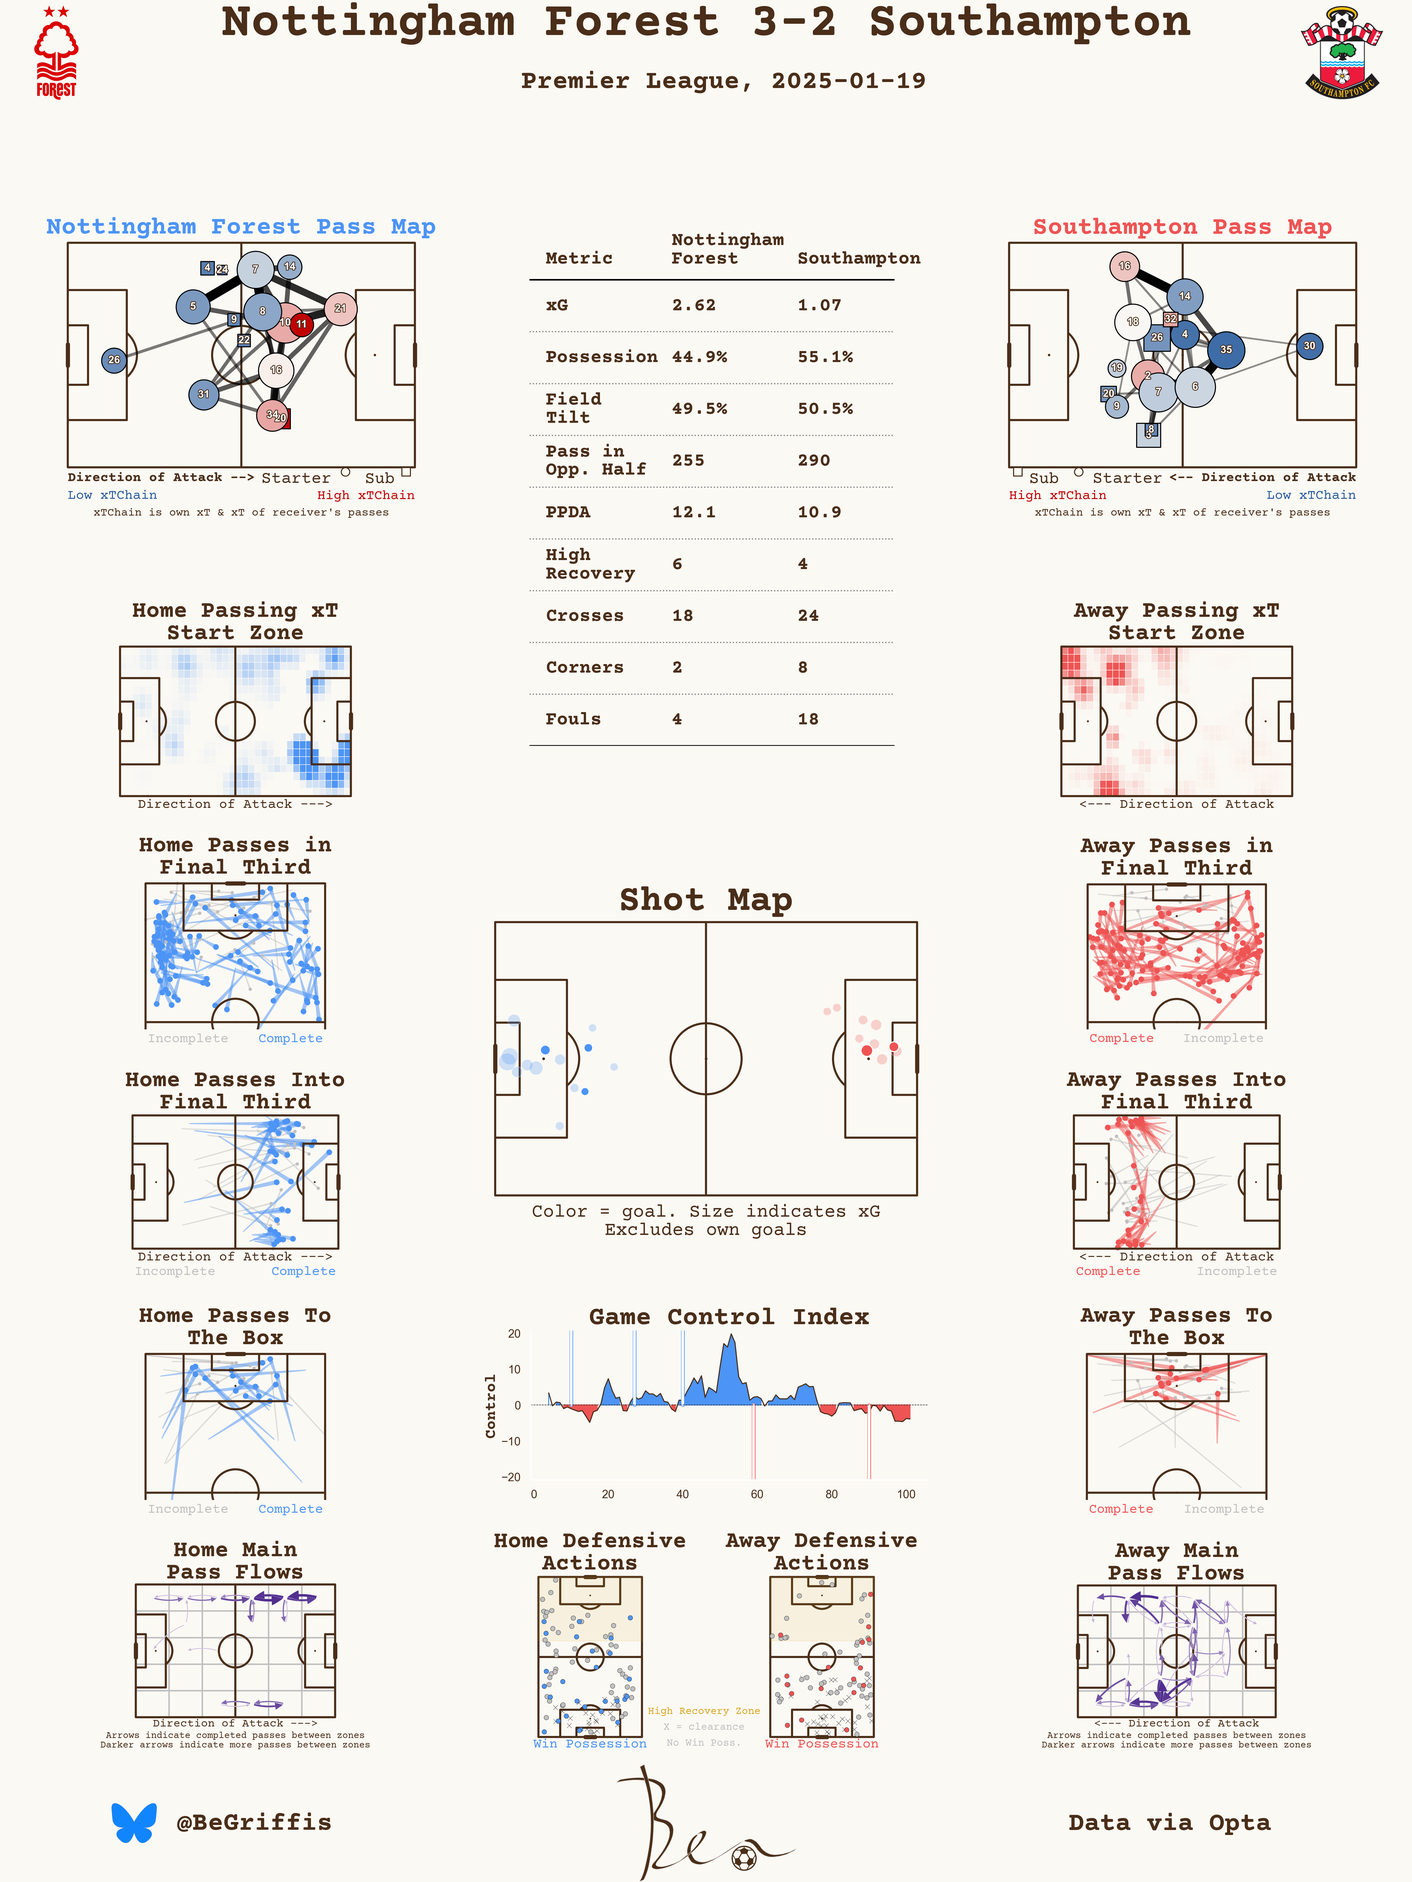 Nottingham Forest 3-2 Southampton
Premier League, 2025-01-19
FOREST
SOUTHAMPTON FC
Nottingham Forest Pass Map
4 24 7 14
5 8 10 11 21
9 22
26 16
31 34 20
Direction of Attack --> Starter Sub
Low xTChain High xTChain
xTChain is own xT & xT of receiver's passes
Metric Nottingham Forest Southampton
xG 2.62 1.07
Possession 44.9% 55.1%
Field Tilt 49.5% 50.5%
Pass in Opp. Half 255 290
PPDA 12.1 10.9
High Recovery 6 4
Crosses 18 24
Corners 2 8
Fouls 4 18
Southampton Pass Map
16
14
18 32
26 4 35 30
19 2
20 9 7 6
8 3
Sub Starter <-- Direction of Attack
High xTChain Low xTChain
xTChain is own xT & xT of receiver's passes
Home Passing xT
Start Zone
Direction of Attack --->
Away Passing xT
Start Zone
<--- Direction of Attack
Home Passes in
Final Third
Incomplete Complete
Away Passes in
Final Third
Complete Incomplete
Shot Map
Color = goal. Size indicates xG
Excludes own goals
Home Passes Into
Final Third
Direction of Attack --->
Incomplete Complete
Away Passes Into
Final Third
<--- Direction of Attack
Complete Incomplete
Home Passes To
The Box
Incomplete Complete
Game Control Index
Control
20
10
0
−10
−20
0 20 40 60 80 100
Away Passes To
The Box
Complete Incomplete
Home Main
Pass Flows
Direction of Attack --->
Arrows indicate completed passes between zones
Darker arrows indicate more passes between zones
Home Defensive
Actions
Win Possession
High Recovery Zone
X = clearance
No Win Poss.
Away Defensive
Actions
Win Possession
Away Main
Pass Flows
<--- Direction of Attack
Arrows indicate completed passes between zones
Darker arrows indicate more passes between zones
@BeGriffis
Ben
Data via Opta